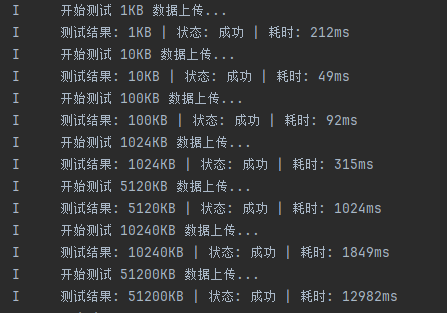 I 开始测试 1KB 数据上传...
I 测试结果: 1KB | 状态: 成功 | 耗时: 212ms
I 开始测试 10KB 数据上传...
I 测试结果: 10KB | 状态: 成功 | 耗时: 49ms
I 开始测试 100KB 数据上传...
I 测试结果: 100KB | 状态: 成功 | 耗时: 92ms
I 开始测试 1024KB 数据上传...
I 测试结果: 1024KB | 状态: 成功 | 耗时: 315ms
I 开始测试 5120KB 数据上传...
I 测试结果: 5120KB | 状态: 成功 | 耗时: 1024ms
I 开始测试 10240KB 数据上传...
I 测试结果: 10240KB | 状态: 成功 | 耗时: 1849ms
I 开始测试 51200KB 数据上传...
I 测试结果: 51200KB | 状态: 成功 | 耗时: 12982ms